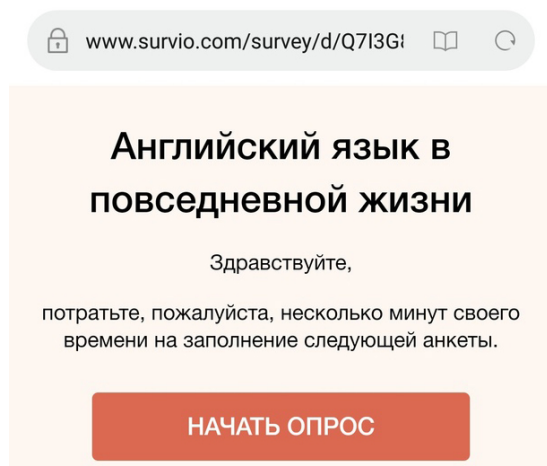 www.survio.com/survey/d/Q7I3G8
Английский язык в
повседневной жизни
Здравствуйте,
потратьте, пожалуйста, несколько минут своего
времени на заполнение следующей анкеты.
НАЧАТЬ ОПРОС